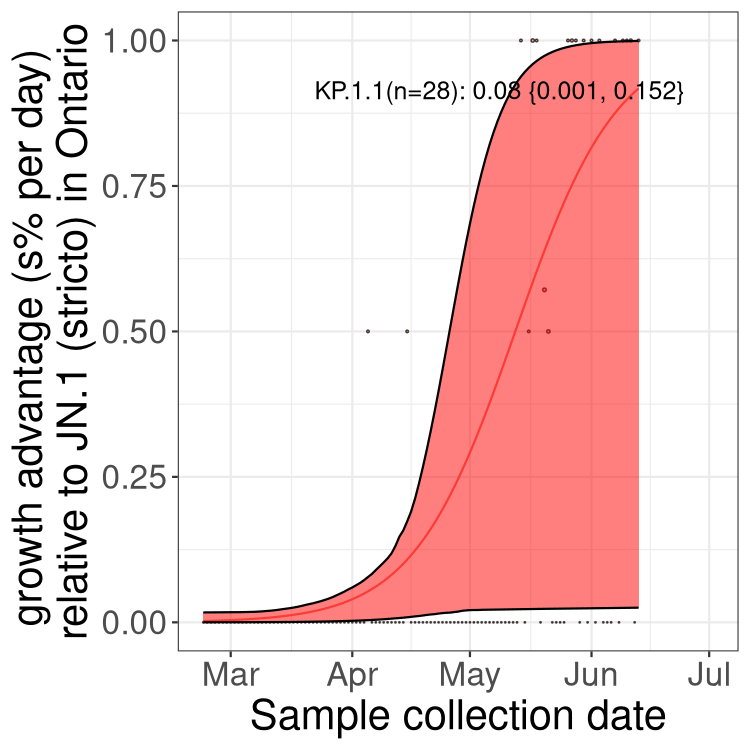 growth advantage (s% per day)
relative to JN.1 (stricto) in Ontario
1.00
0.75
0.50
0.25
0.00
KP.1.1(n=28): 0.08 {0.001, 0.152}
Mar Apr May Jun Jul
Sample collection date